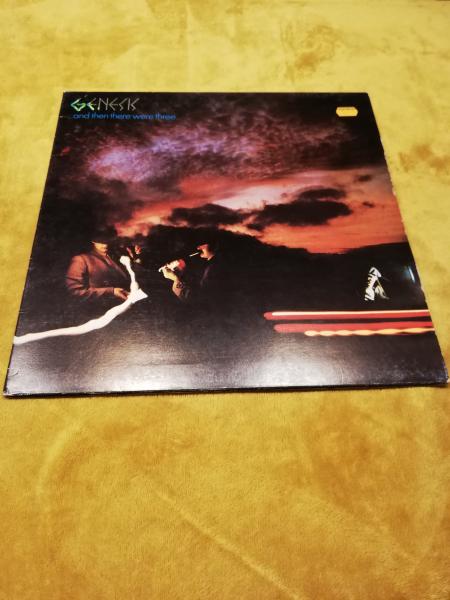 GENESIS
...and then there were three...